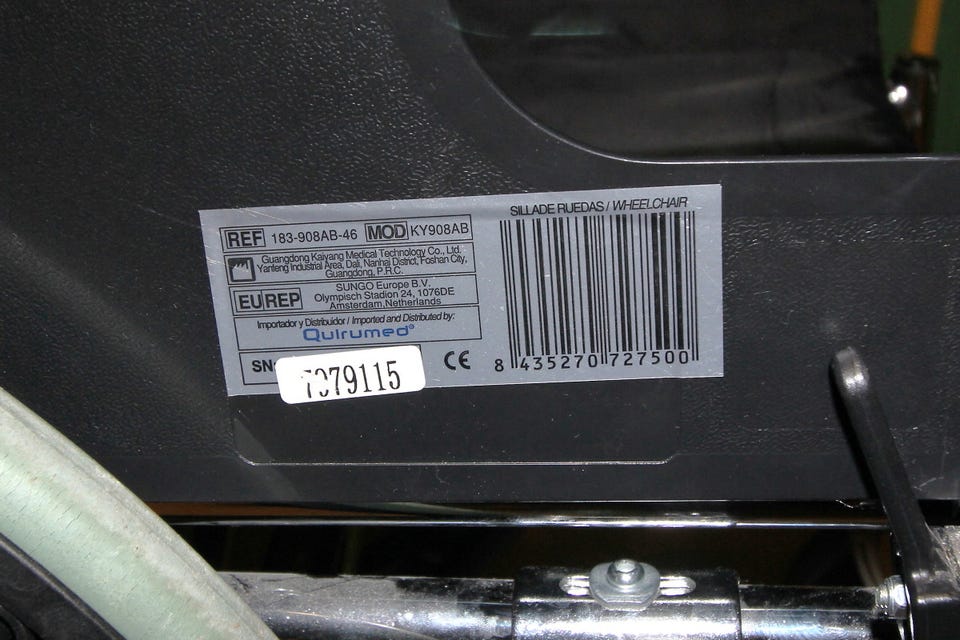 SILLADE RUEDAS / WHEELCHAIR
REF 183-908AB-46 MOD KY908AB
Guangdong Kaiyang Medical Technology Co., Ltd.
Yanfeng Industrial Area, Dali, Nanhai District, Foshan City,
Guangdong, P.R.C.
EU REP SUNGO Europe B.V.
Olympisch Stadion 24, 1076DE
Amsterdam,Netherlands
Importador y Distribuidor / Imported and Distributed by:
Quirumed®
SN:
CE
8 435270 727500